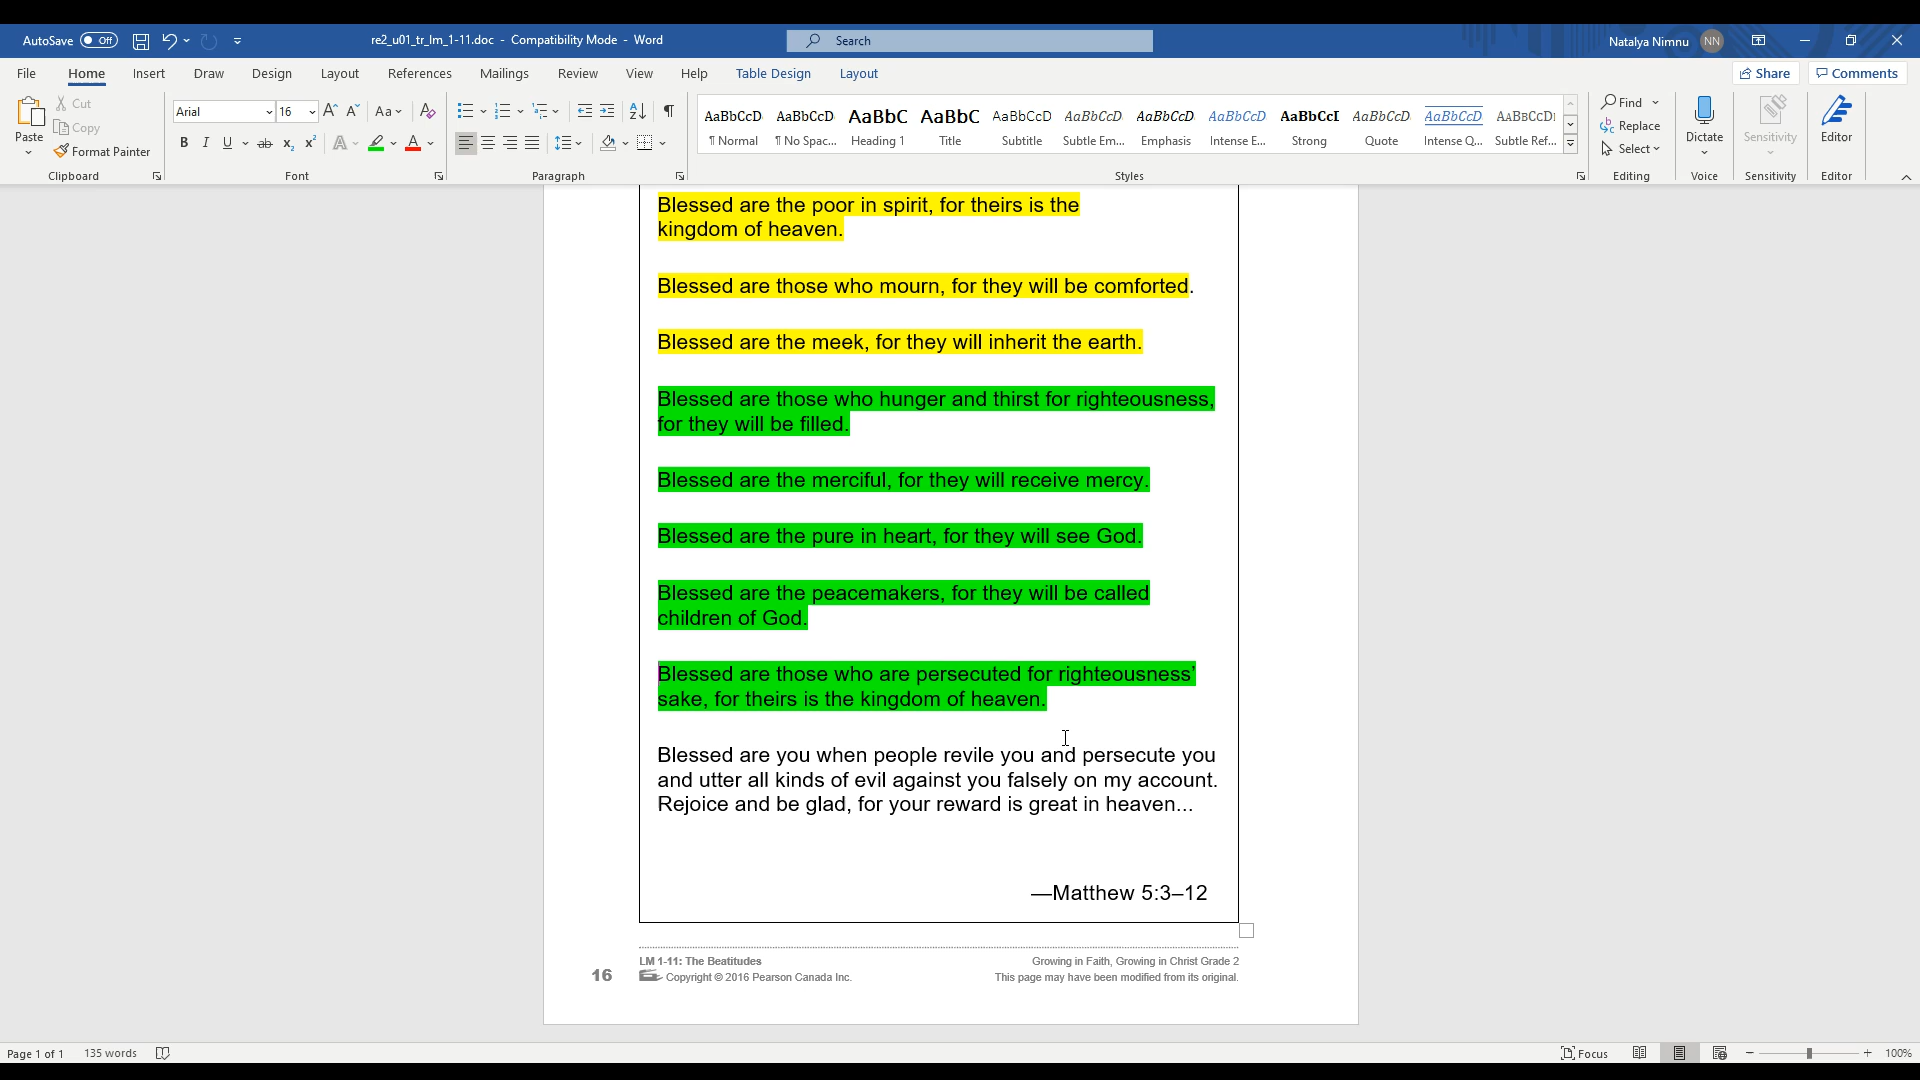 AutoSave Off re2_u01_tr_lm_1-11.doc - Compatibility Mode - Word Search Natalya Nimnu NN
File Home Insert Draw Design Layout References Mailings Review View Help Table Design Layout Share Comments
Paste Cut Copy Format Painter
Arial 16
AaBbCcD AaBbCcD AaBbC AaBbC AaBbCcD AaBbCcD AaBbCcD AaBbCcD AaBbCcI AaBbCcD AaBbCcD AABBCCDI
¶ Normal ¶ No Spac... Heading 1 Title Subtitle Subtle Em... Emphasis Intense E... Strong Quote Intense Q... Subtle Ref...
Find Replace Select Dictate Sensitivity Editor
Clipboard Font Paragraph Styles Editing Voice Sensitivity Editor
Blessed are the poor in spirit, for theirs is the
kingdom of heaven.
Blessed are those who mourn, for they will be comforted.
Blessed are the meek, for they will inherit the earth.
Blessed are those who hunger and thirst for righteousness,
for they will be filled.
Blessed are the merciful, for they will receive mercy.
Blessed are the pure in heart, for they will see God.
Blessed are the peacemakers, for they will be called
children of God.
Blessed are those who are persecuted for righteousness’
sake, for theirs is the kingdom of heaven.
Blessed are you when people revile you and persecute you
and utter all kinds of evil against you falsely on my account.
Rejoice and be glad, for your reward is great in heaven...
—Matthew 5:3–12
LM 1-11: The Beatitudes Growing in Faith, Growing in Christ Grade 2
16 Copyright © 2016 Pearson Canada Inc. This page may have been modified from its original.
Page 1 of 1 135 words Focus 100%